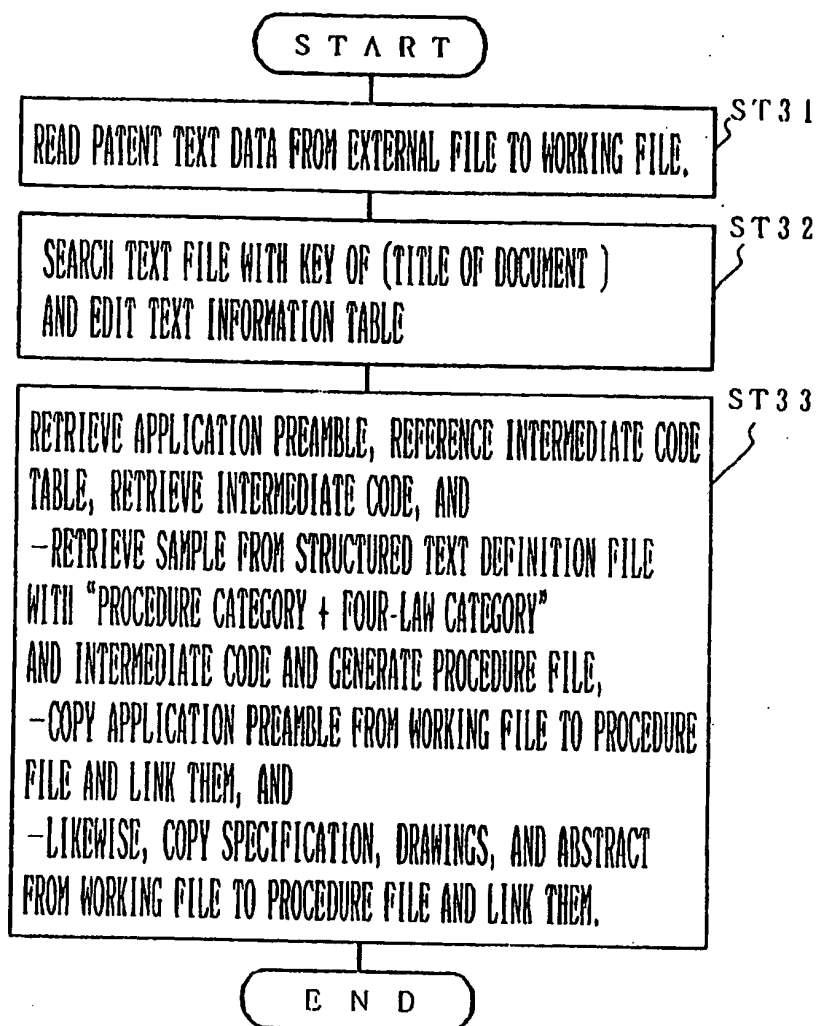 START
ST31
READ PATENT TEXT DATA FROM EXTERNAL FILE TO WORKING FILE.
ST32
SEARCH TEXT FILE WITH KEY OF (TITLE OF DOCUMENT )
AND EDIT TEXT INFORMATION TABLE
ST33
RETRIEVE APPLICATION PREAMBLE, REFERENCE INTERMEDIATE CODE
TABLE, RETRIEVE INTERMEDIATE CODE, AND
-RETRIEVE SAMPLE FROM STRUCTURED TEXT DEFINITION FILE
WITH "PROCEDURE CATEGORY + FOUR-LAW CATEGORY"
AND INTERMEDIATE CODE AND GENERATE PROCEDURE FILE,
-COPY APPLICATION PREAMBLE FROM WORKING FILE TO PROCEDURE
FILE AND LINK THEM, AND
-LIKEWISE, COPY SPECIFICATION, DRAWINGS, AND ABSTRACT
FROM WORKING FILE TO PROCEDURE FILE AND LINK THEM.
END